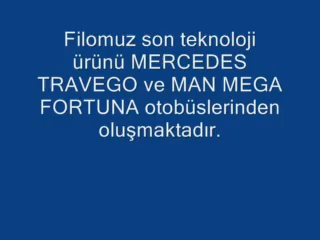 Filomuz son teknoloji
ürünü MERCEDES
TRAVEGO ve MAN MEGA
FORTUNA otobüslerinden
oluşmaktadır.